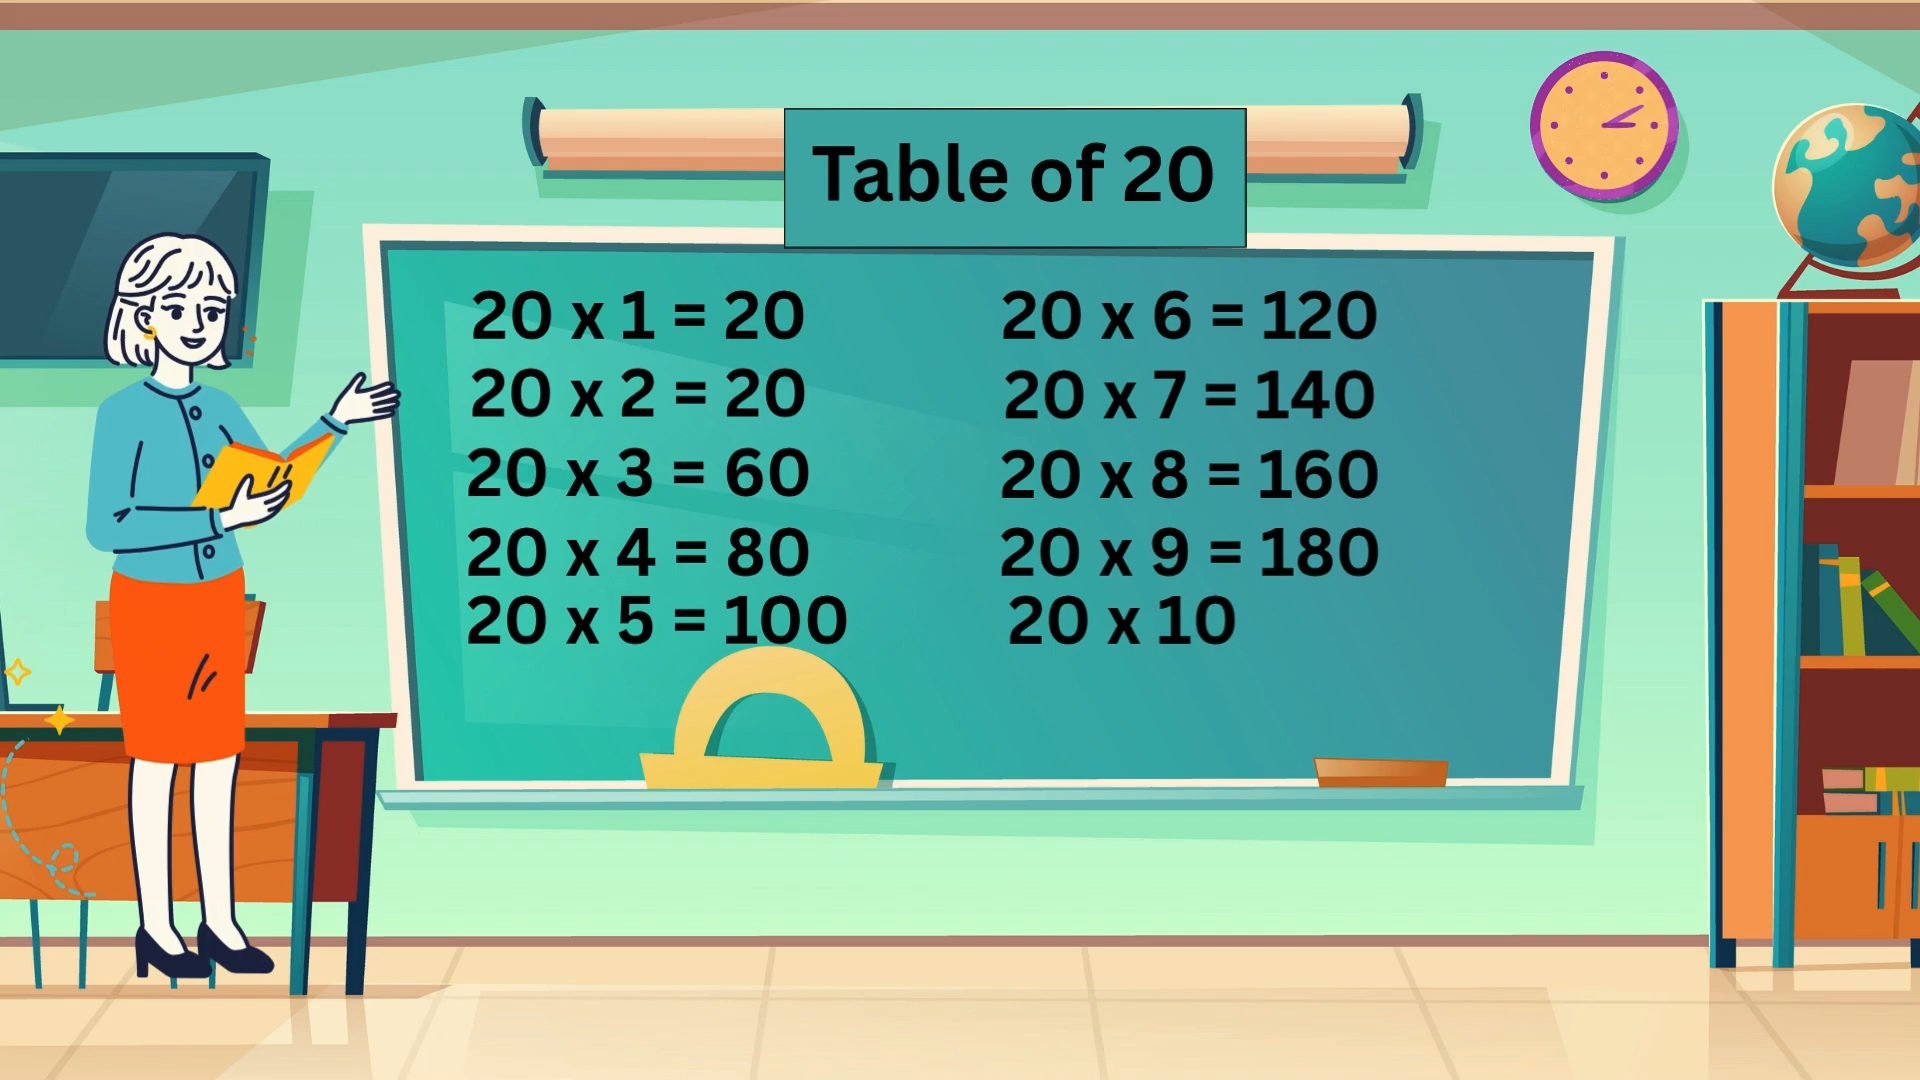 Table of 20
20 x 1 = 20
20 x 2 = 20
20 x 3 = 60
20 x 4 = 80
20 x 5 = 100
20 x 6 = 120
20 x 7 = 140
20 x 8 = 160
20 x 9 = 180
20 x 10